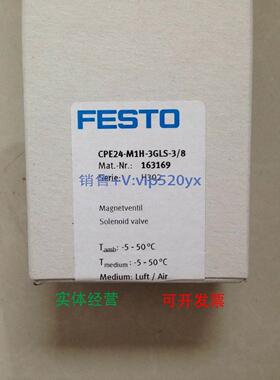 FESTO
CPE24-M1H-3GLS-3/8
Mat.-Nr.: 163169
Serie: H302
销售+V:vip520yx
Magnetventil
Solenoid valve
Tamb: -5 - 50°C
Tmedium: -5 - 50°C
Medium: Luft / Air
实体经营 可开发票